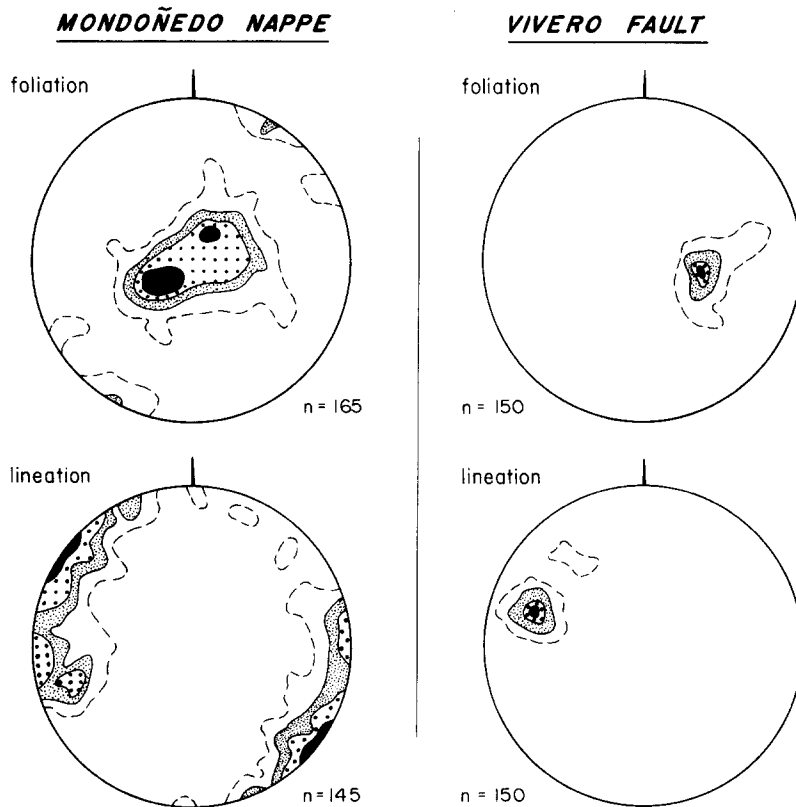 MONDOÑEDO NAPPE
VIVERO FAULT
foliation
foliation
n = 165
n = 150
lineation
lineation
n = 145
n = 150